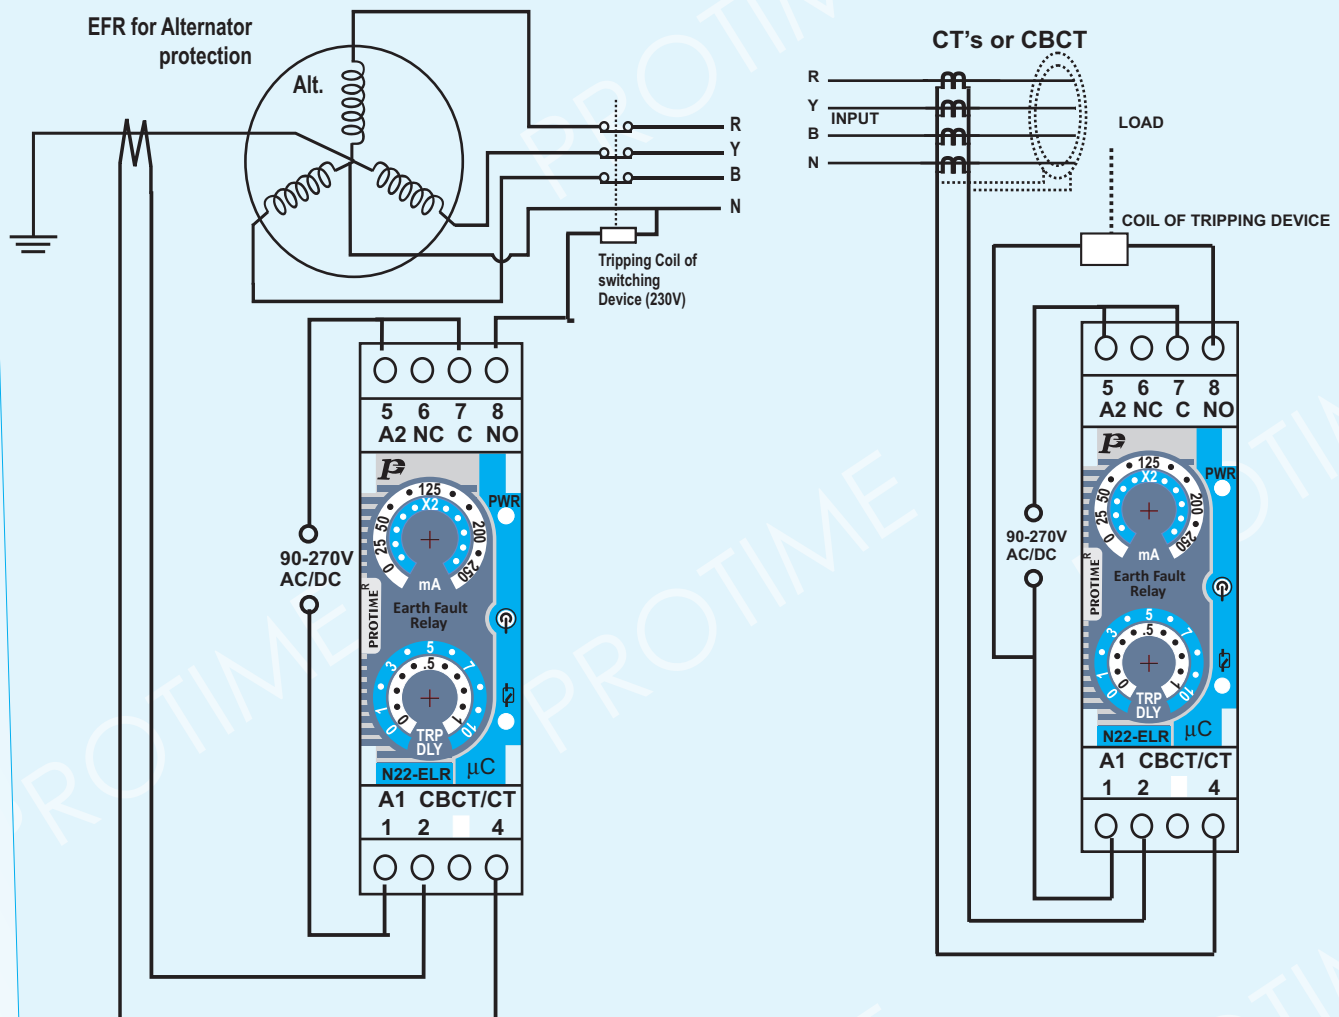 EFR for Alternator
protection
Alt.
R
Y
B
N
Tripping Coil of
switching
Device (230V)
5 6 7 8
A2 NC C NO
PWR
0 25 50 125 200 250
X2
mA
90-270V
AC/DC
PROTIME R
Earth Fault
Relay
0 1 3 5 7 10
0 .5 1
TRP
DLY
N22-ELR µC
A1 CBCT/CT
1 2 4
CT's or CBCT
R
Y
INPUT
B
N
LOAD
COIL OF TRIPPING DEVICE
5 6 7 8
A2 NC C NO
PWR
0 25 50 125 200 250
X2
mA
90-270V
AC/DC
PROTIME R
Earth Fault
Relay
0 1 3 5 7 10
0 .5 1
TRP
DLY
N22-ELR µC
A1 CBCT/CT
1 2 4
PROTIME
PROTIME
PROTIME